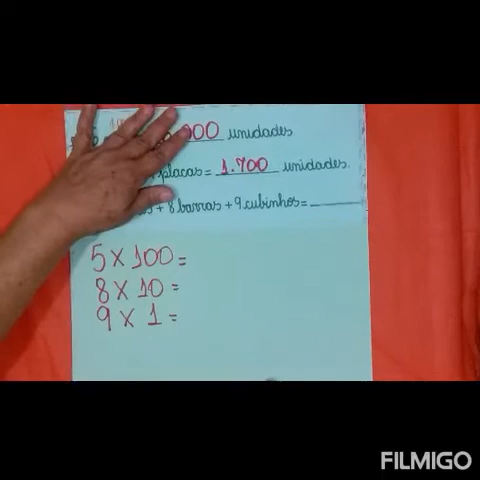 000 unidades
placas = 1.700 unidades.
+ 8 barras + 9 cubinhos =
5 x 100 =
8 x 10 =
9 x 1 =
FILMIGO